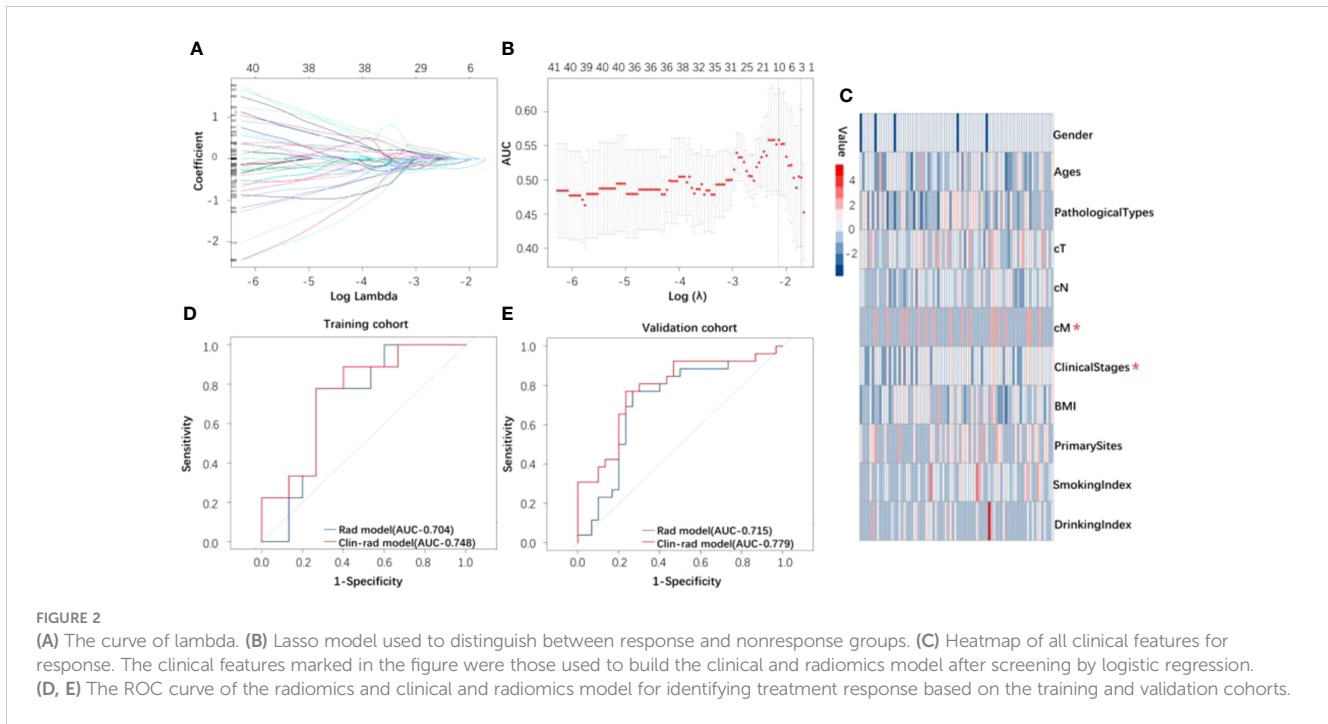 A
40 38 38 29 6
Coefficient
1
0
-1
-2
-6 -5 -4 -3 -2
Log Lambda
B
41 40 39 40 40 36 36 36 38 32 35 31 25 21 10 6 3 1
AUC
0.60
0.55
0.50
0.45
0.40
-6 -5 -4 -3 -2 -1
Log (λ)
C
Value
4
2
0
-2
Gender
Ages
PathologicalTypes
cT
cN
cM *
ClinicalStages *
BMI
PrimarySites
SmokingIndex
DrinkingIndex
D
Training cohort
Sensitivity
1.0
0.8
0.6
0.4
0.2
0.0
Rad model(AUC-0.704)
Clin-rad model(AUC-0.748)
0.0 0.2 0.4 0.6 0.8 1.0
1-Specificity
E
Validation cohort
Sensitivity
1.0
0.8
0.6
0.4
0.2
0.0
Rad model(AUC-0.715)
Clin-rad model(AUC-0.779)
0.0 0.2 0.4 0.6 0.8 1.0
1-Specificity
FIGURE 2
(A) The curve of lambda. (B) Lasso model used to distinguish between response and nonresponse groups. (C) Heatmap of all clinical features for
response. The clinical features marked in the figure were those used to build the clinical and radiomics model after screening by logistic regression.
(D, E) The ROC curve of the radiomics and clinical and radiomics model for identifying treatment response based on the training and validation cohorts.